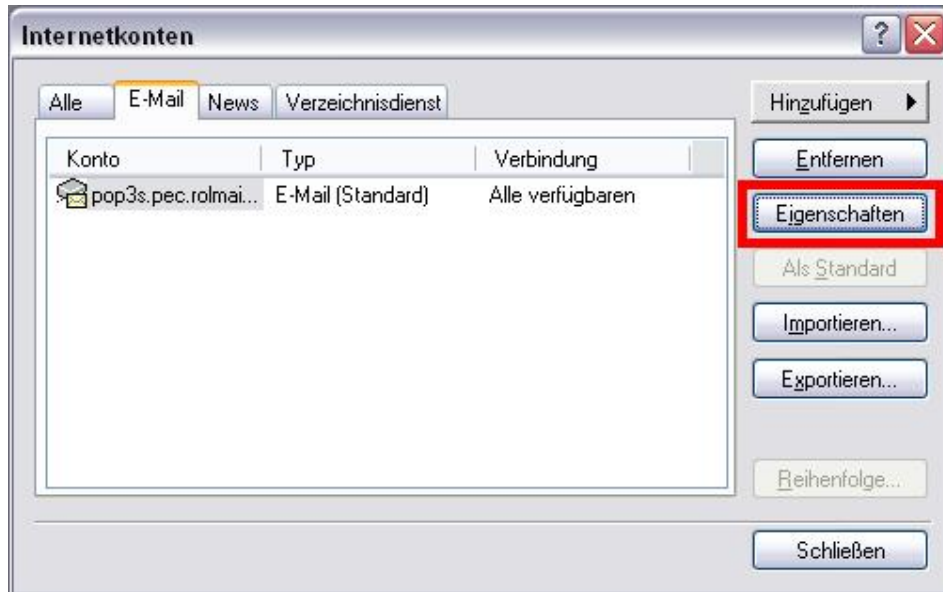 Internetkonten
Alle E-Mail News Verzeichnisdienst
Konto Typ Verbindung
pop3s.pec.rolmai... E-Mail (Standard) Alle verfügbaren
Hinzufügen
Entfernen
Eigenschaften
Als Standard
Importieren...
Exportieren...
Reihenfolge...
Schließen